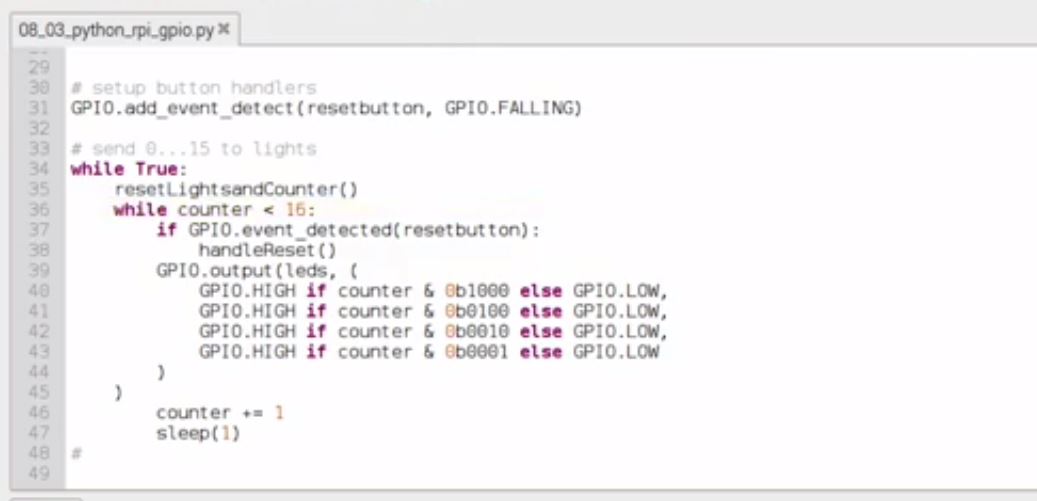 08_03_python_rpi_gpio.py ✖
29
30 # setup button handlers
31 GPIO.add_event_detect(resetbutton, GPIO.FALLING)
32
33 # send 0...15 to lights
34 while True:
35     resetLightsandCounter()
36     while counter < 16:
37         if GPIO.event_detected(resetbutton):
38             handleReset()
39         GPIO.output(leds, (
40             GPIO.HIGH if counter & 0b1000 else GPIO.LOW,
41             GPIO.HIGH if counter & 0b0100 else GPIO.LOW,
42             GPIO.HIGH if counter & 0b0010 else GPIO.LOW,
43             GPIO.HIGH if counter & 0b0001 else GPIO.LOW
44         )
45     )
46         counter += 1
47         sleep(1)
48 #
49